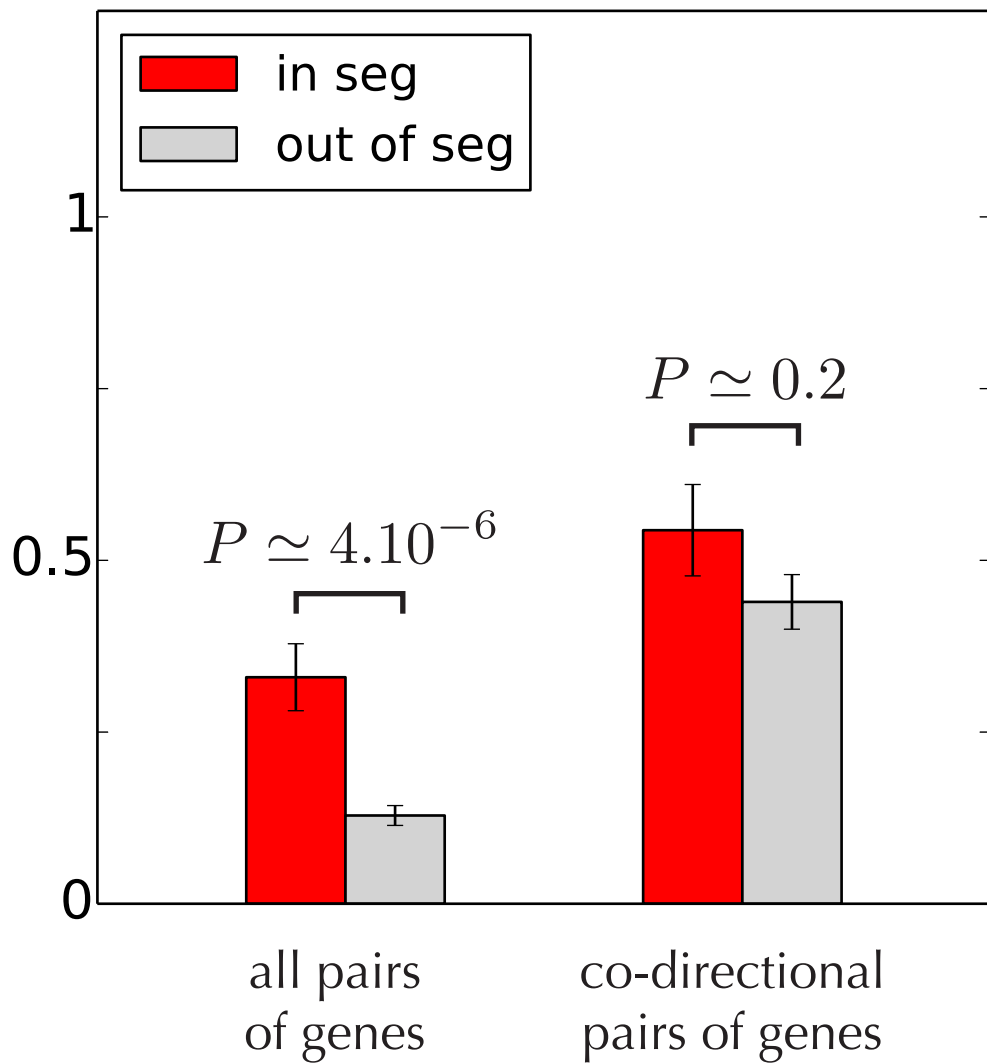 in seg
out of seg
1
P ≃ 0.2
P ≃ 4.10⁻⁶
0.5
0
all pairs
of genes
co-directional
pairs of genes